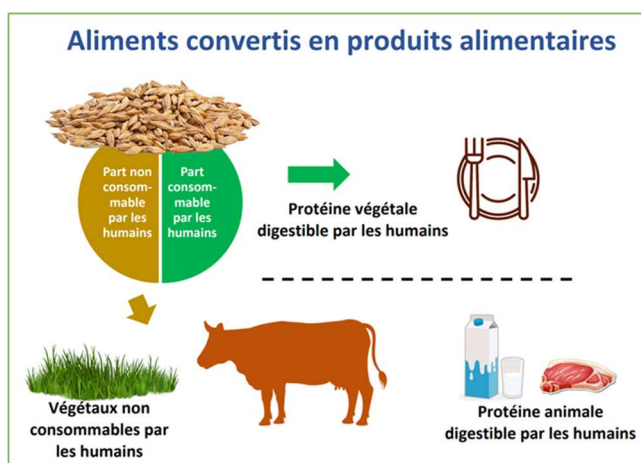 Aliments convertis en produits alimentaires
Part non
consom-
mable
par les
humains
Part
consom-
mable
par les
humains
Protéine végétale
digestible par les humains
Végétaux non
consommables par
les humains
Protéine animale
digestible par les humains